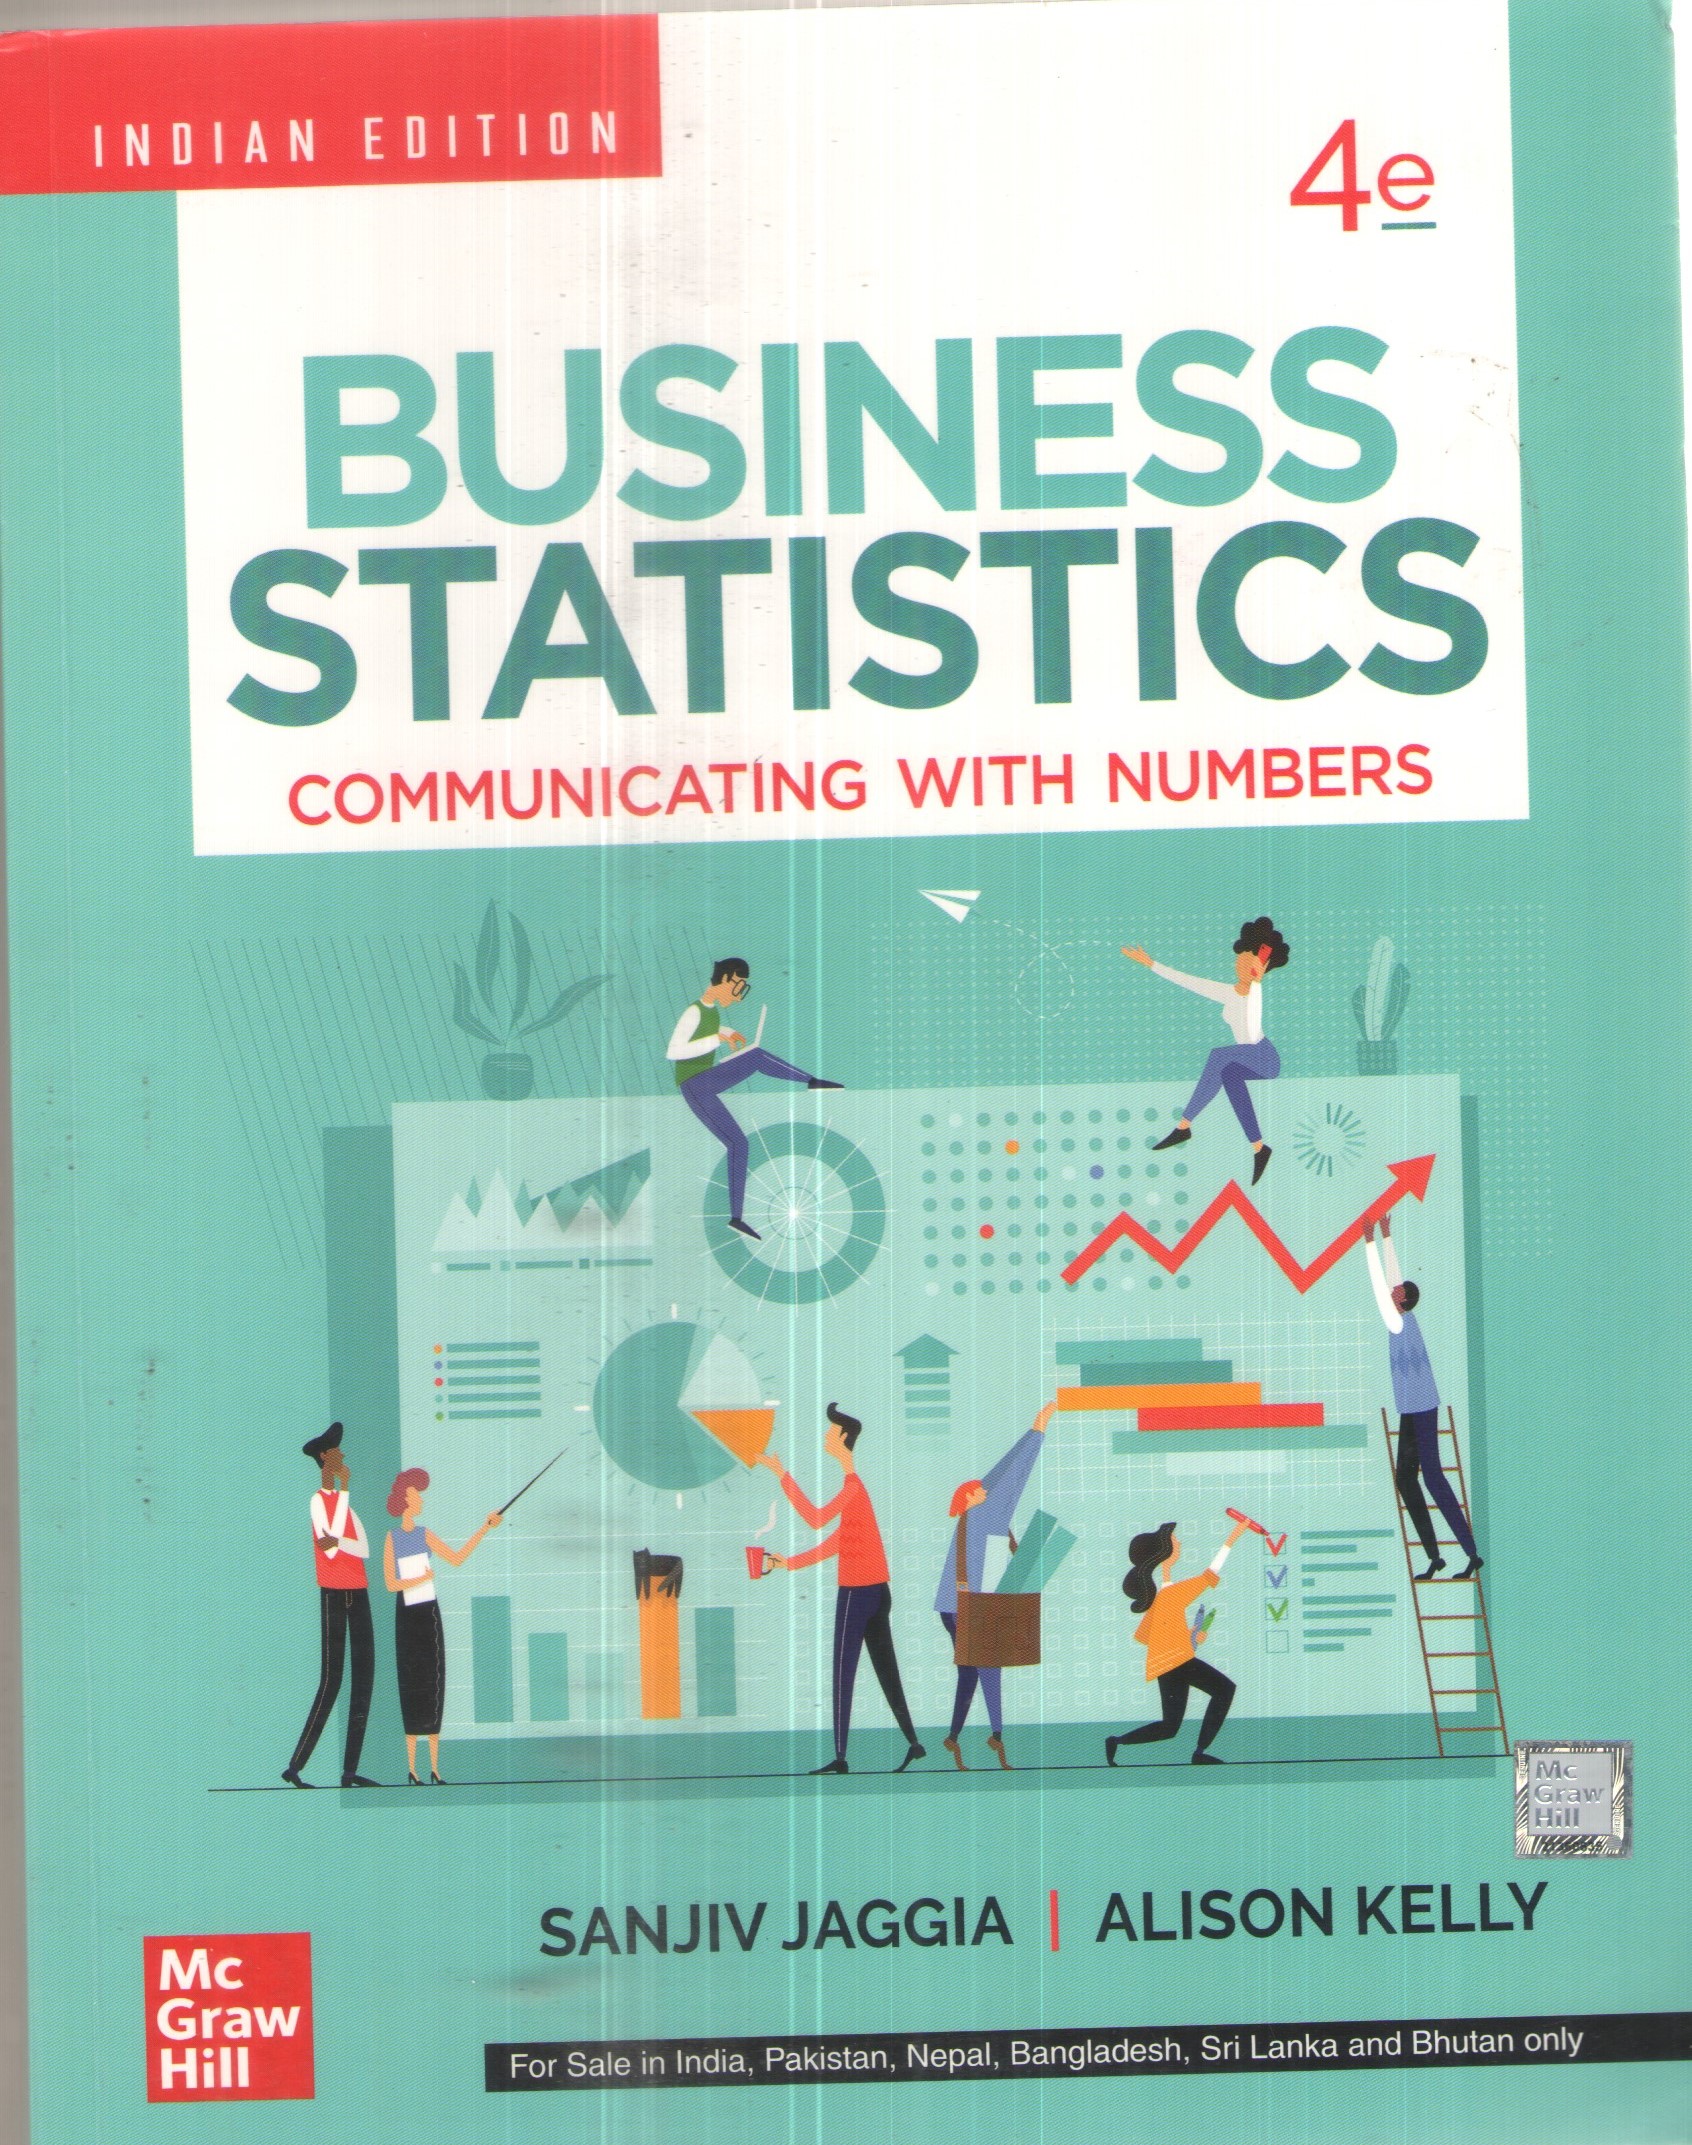 INDIAN EDITION
4e
BUSINESS
STATISTICS
COMMUNICATING WITH NUMBERS
Mc
Graw
Hill
SANJIV JAGGIA | ALISON KELLY
Mc
Graw
Hill
For Sale in India, Pakistan, Nepal, Bangladesh, Sri Lanka and Bhutan only